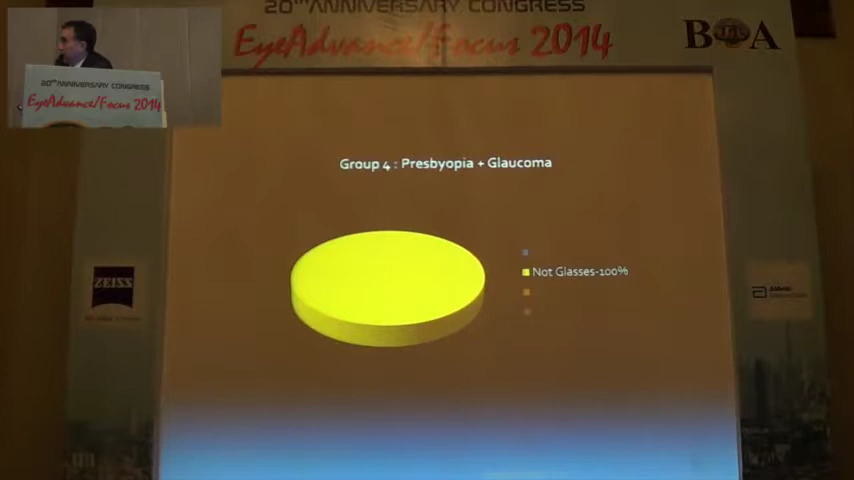 20TH ANNIVERSARY CONGRESS
EyeAdvance/Focus 2014
BOA
20TH ANNIVERSARY CONGRESS
EyeAdvance/Focus 2014
Group 4 : Presbyopia + Glaucoma
Not Glasses-100%
ZEISS
Abbott